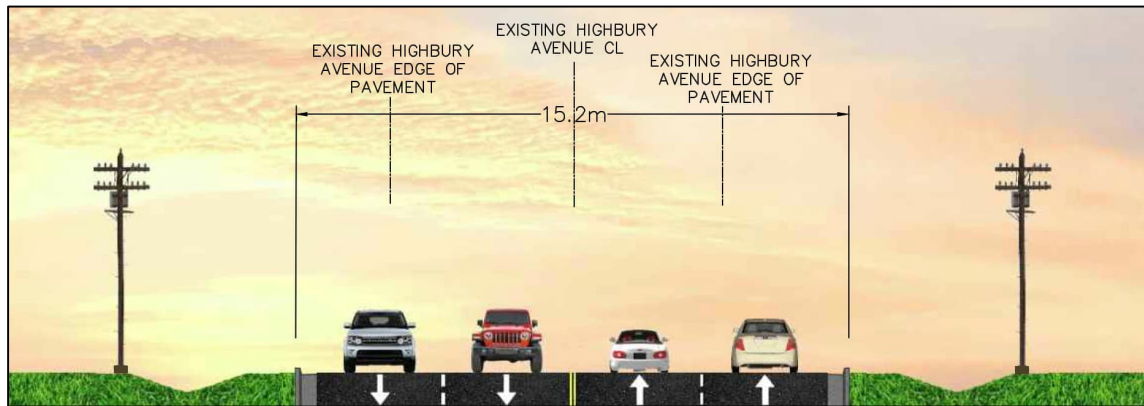 EXISTING HIGHBURY
AVENUE EDGE OF
PAVEMENT
EXISTING HIGHBURY
AVENUE CL
EXISTING HIGHBURY
AVENUE EDGE OF
PAVEMENT
15.2m